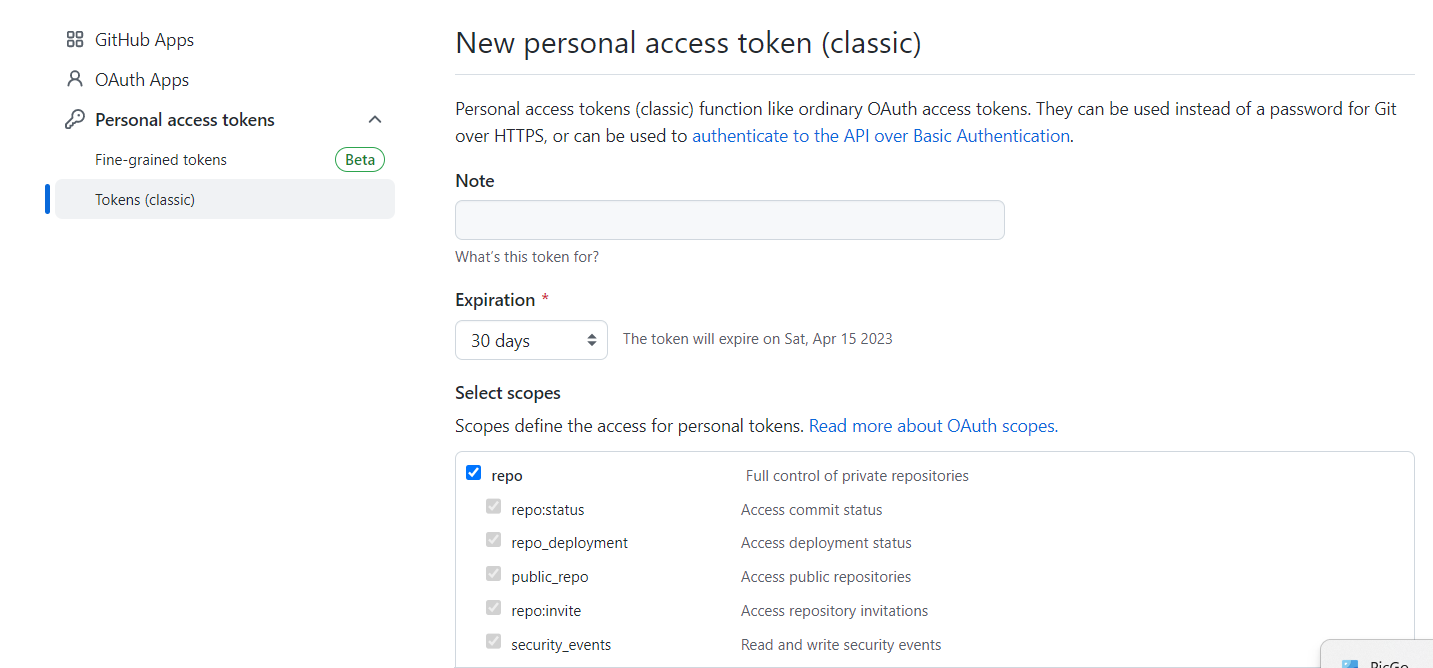 GitHub Apps
OAuth Apps
Personal access tokens
Fine-grained tokens Beta
Tokens (classic)
New personal access token (classic)
Personal access tokens (classic) function like ordinary OAuth access tokens. They can be used instead of a password for Git
over HTTPS, or can be used to authenticate to the API over Basic Authentication.
Note
What's this token for?
Expiration *
30 days The token will expire on Sat, Apr 15 2023
Select scopes
Scopes define the access for personal tokens. Read more about OAuth scopes.
repo Full control of private repositories
repo:status Access commit status
repo_deployment Access deployment status
public_repo Access public repositories
repo:invite Access repository invitations
security_events Read and write security events
PicGo